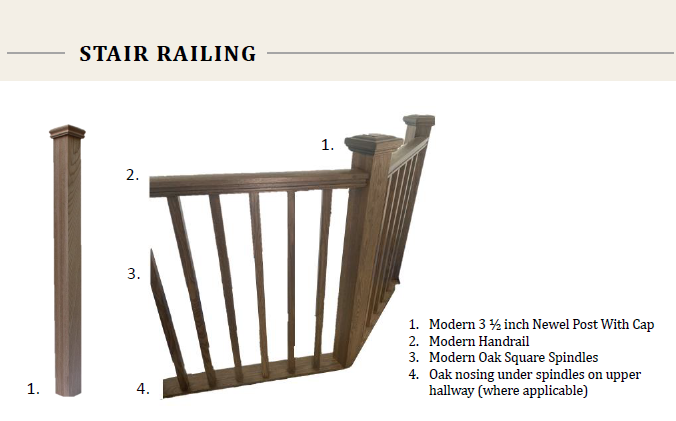 STAIR RAILING
1.
2.
3.
1.
4.
1. Modern 3 ½ inch Newel Post With Cap
2. Modern Handrail
3. Modern Oak Square Spindles
4. Oak nosing under spindles on upper
hallway (where applicable)